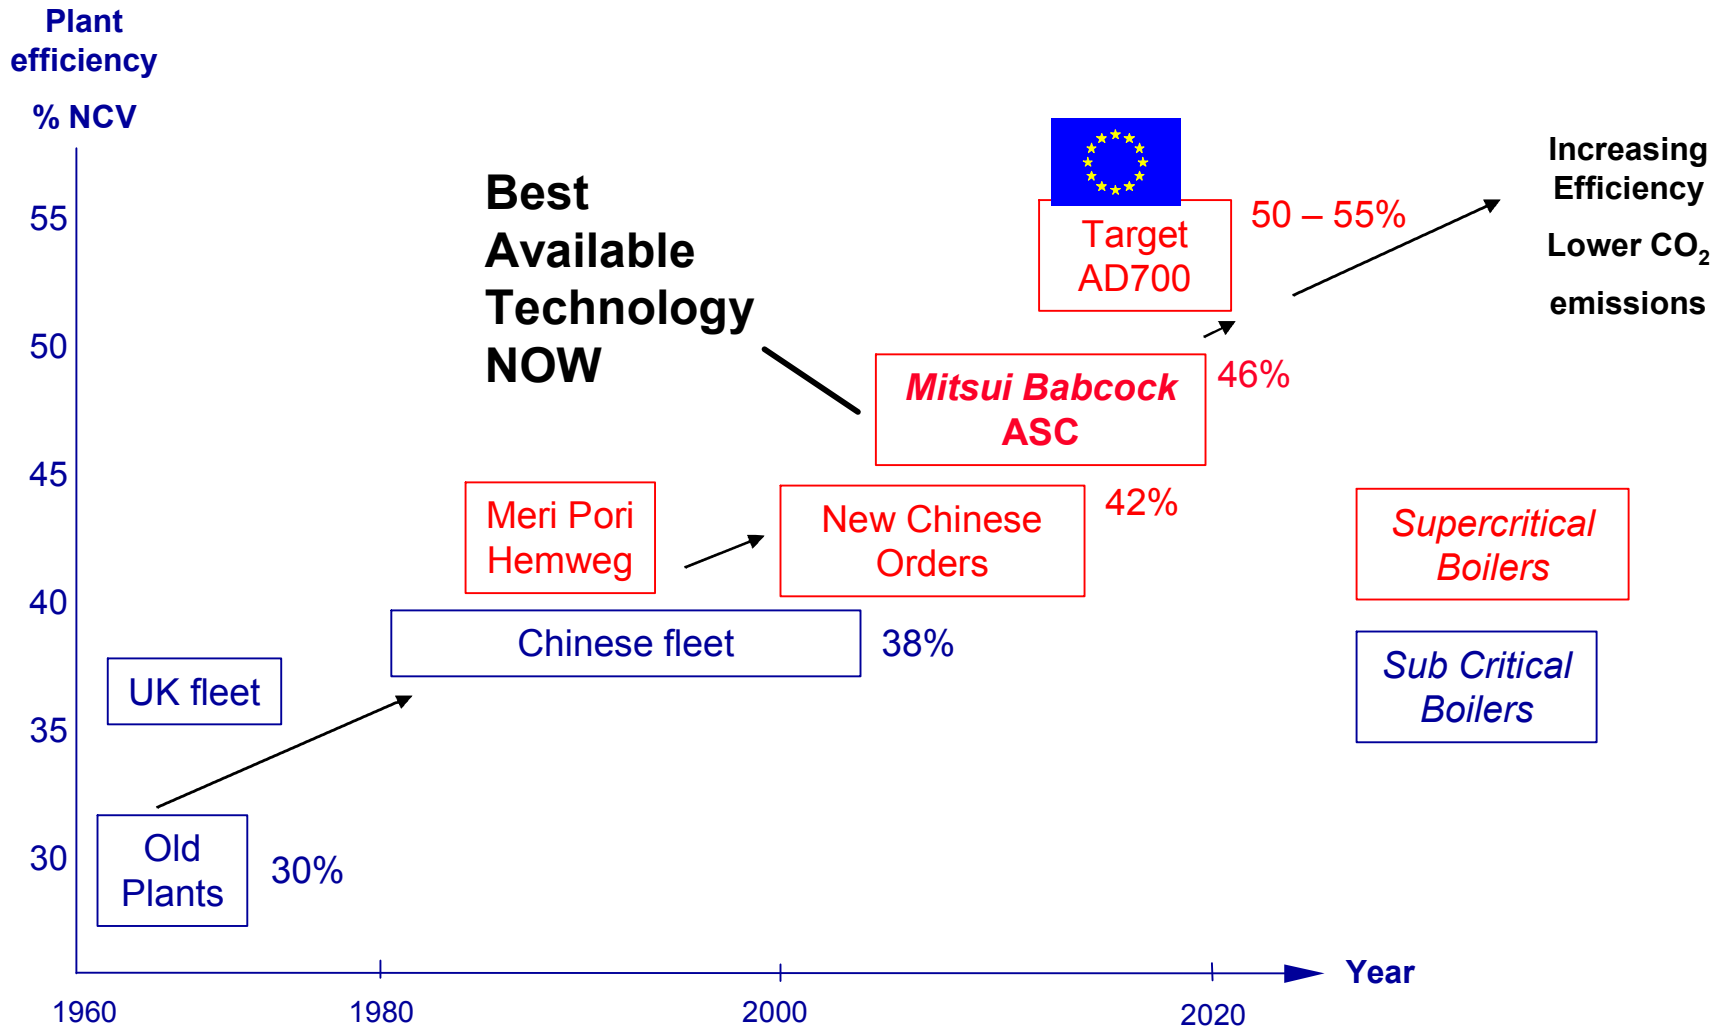 Plant
efficiency
% NCV
55
50
45
40
35
30
Best
Available
Technology
NOW
Target
AD700
50 – 55%
Increasing
Efficiency
Lower CO₂
emissions
Mitsui Babcock
ASC
46%
Meri Pori
Hemweg
New Chinese
Orders
42%
Supercritical
Boilers
Chinese fleet
38%
UK fleet
Sub Critical
Boilers
Old
Plants
30%
Year
1960
1980
2000
2020